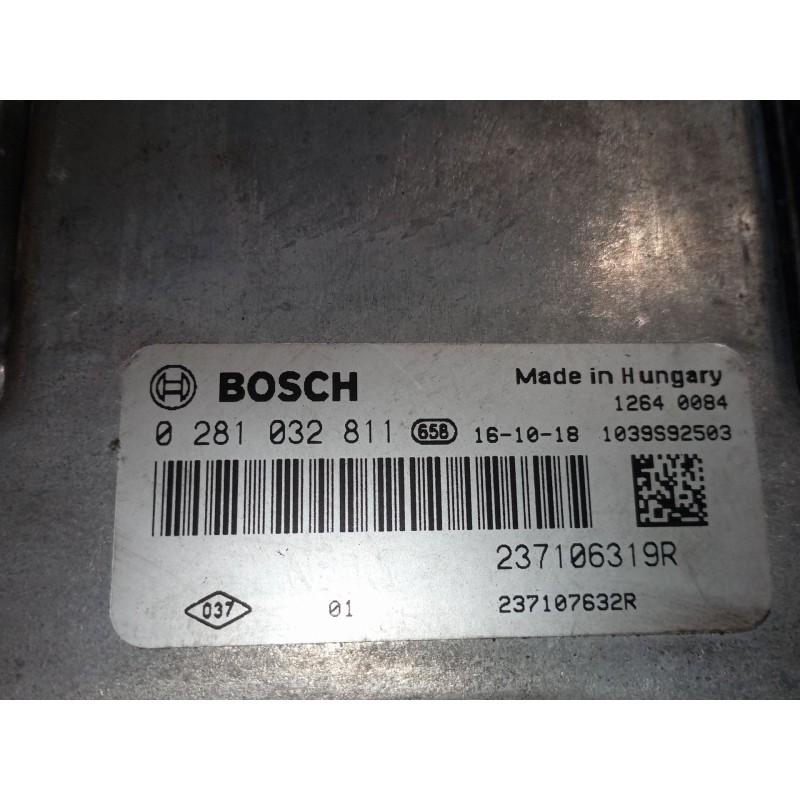 BOSCH
Made in Hungary
1264 0084
0 281 032 811 658 16-10-18 1039S92503
237106319R
037 01 237107632R